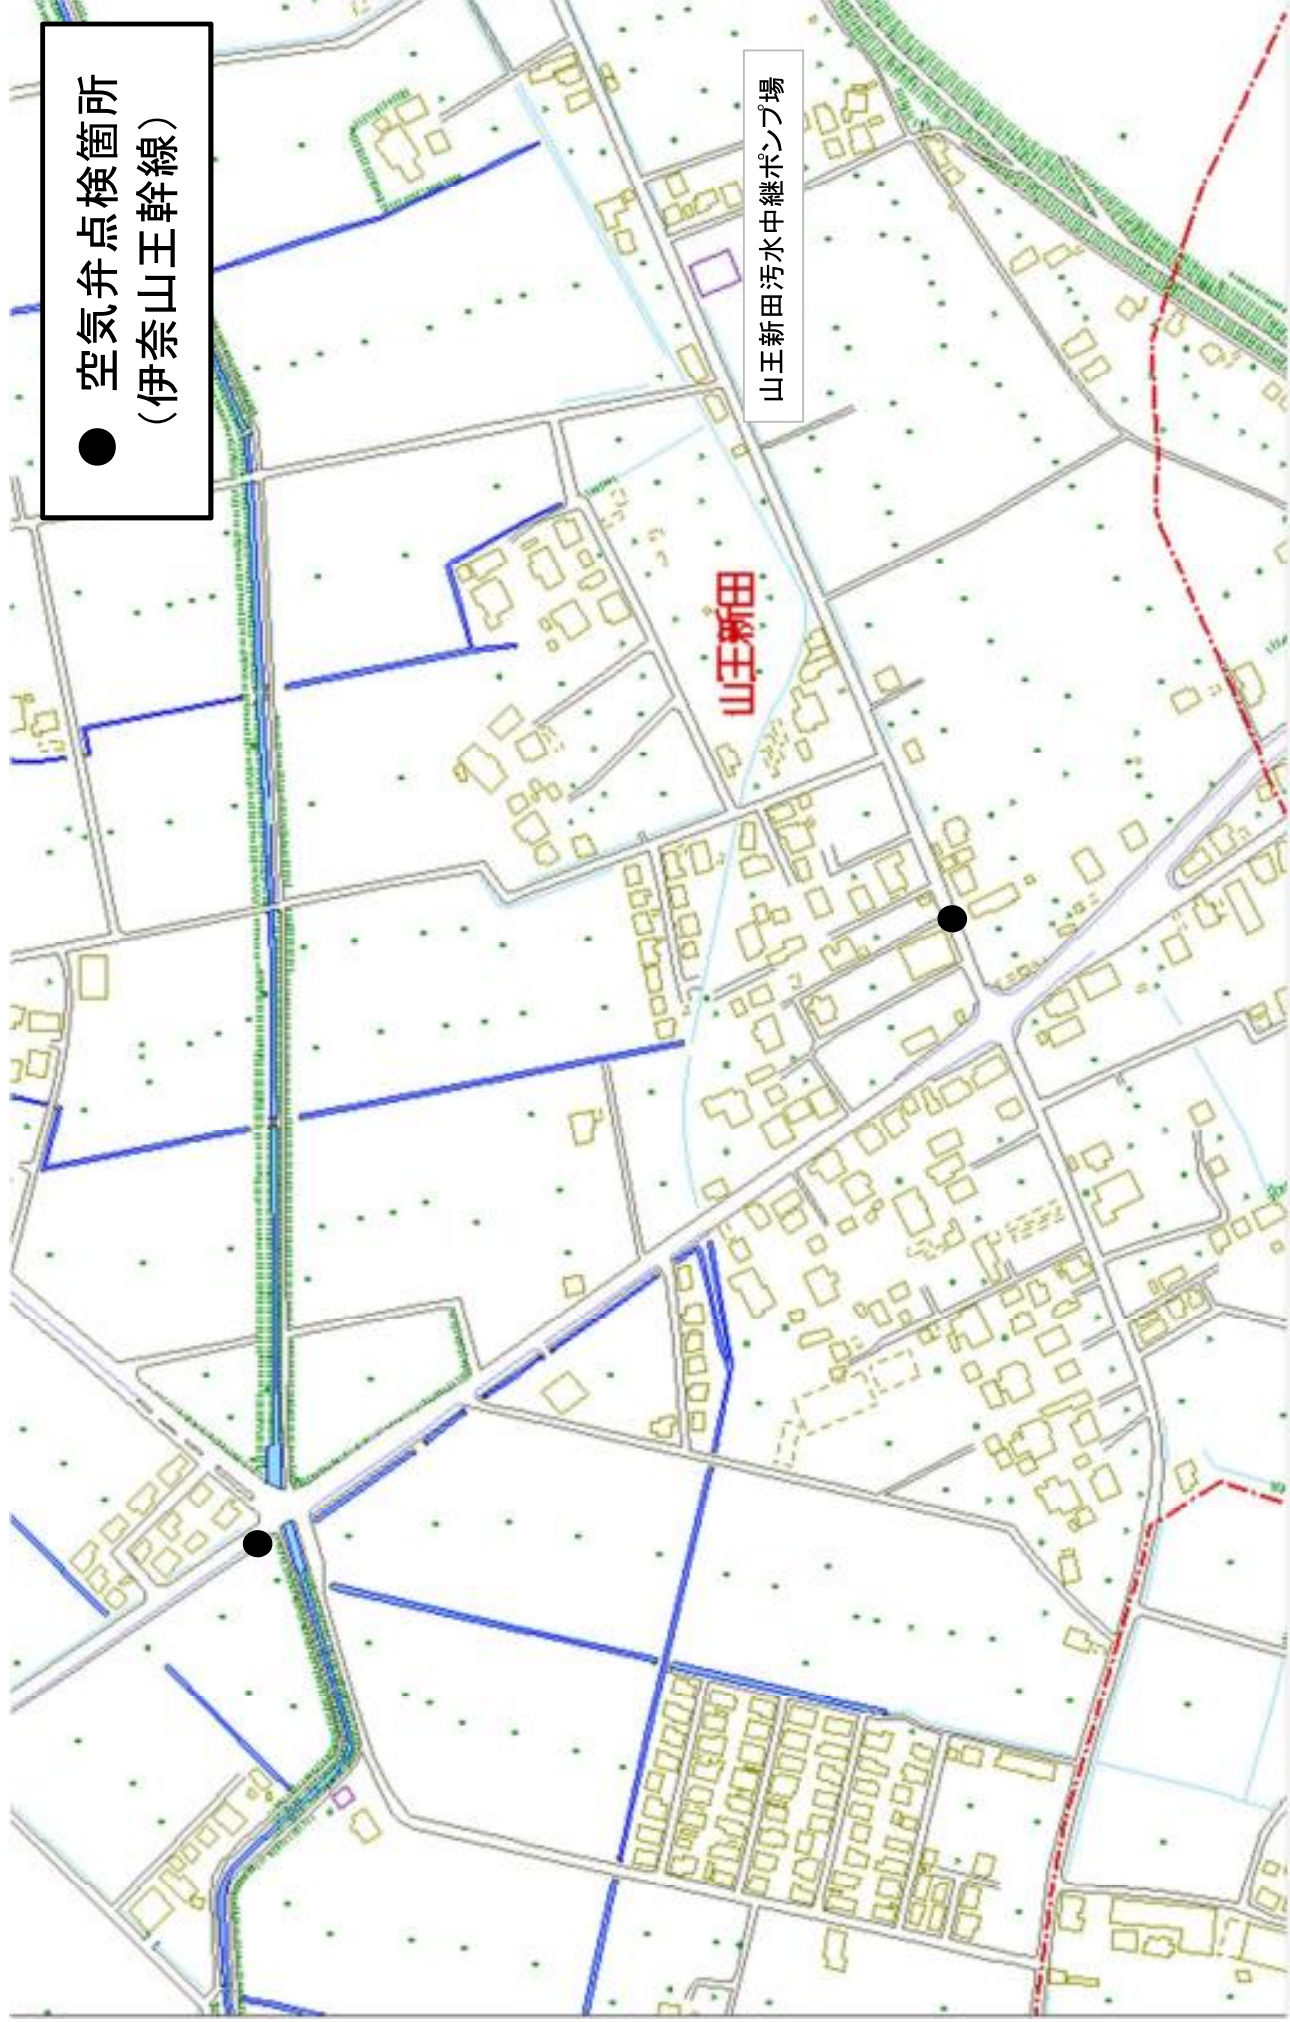 ● 空気弁点検箇所
（伊奈山王幹線）
山王新田汚水中継ポンプ場
山王新田